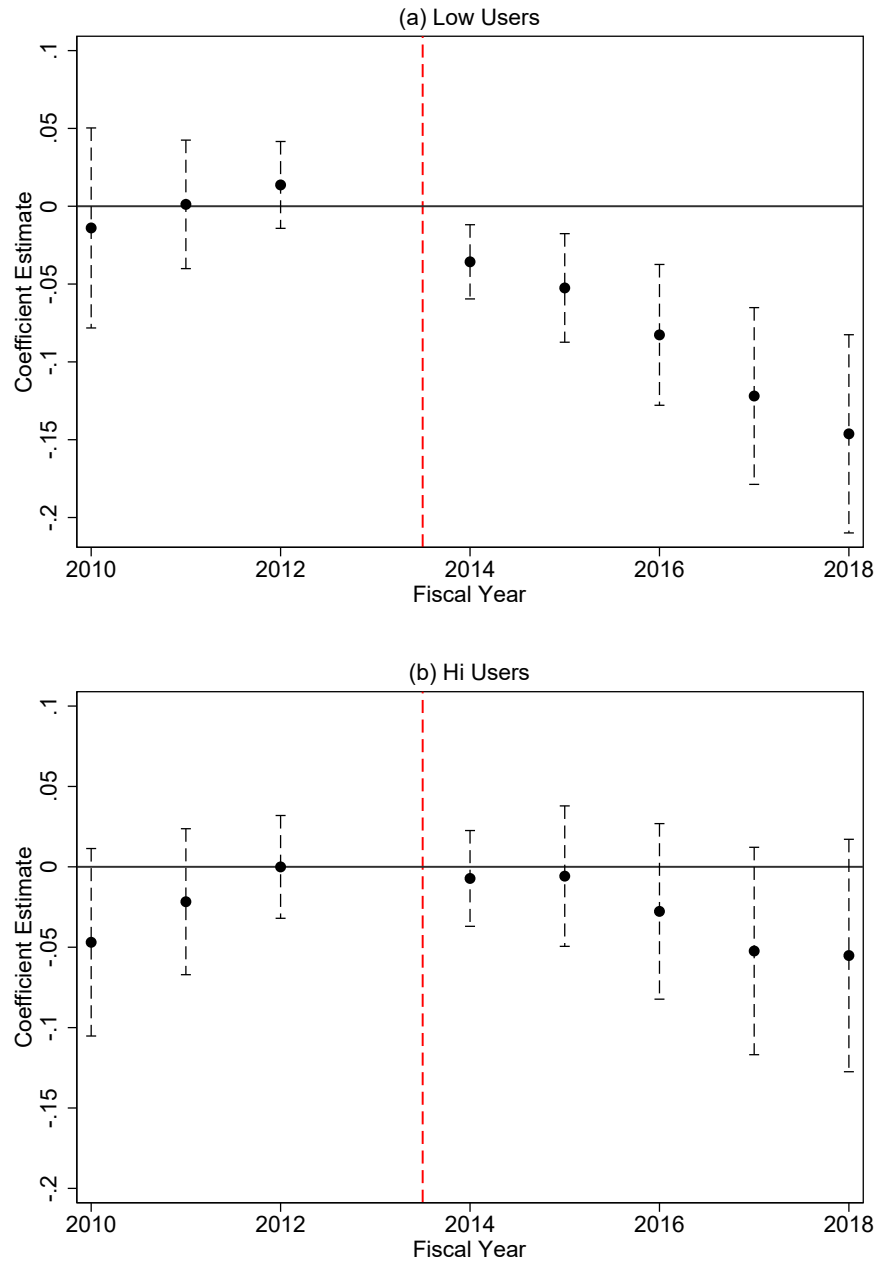 (a) Low Users
.1
.05
0
-.05
-.1
-.15
-.2
Coefficient Estimate
2010 2012 2014 2016 2018
Fiscal Year
(b) Hi Users
.1
.05
0
-.05
-.1
-.15
-.2
Coefficient Estimate
2010 2012 2014 2016 2018
Fiscal Year